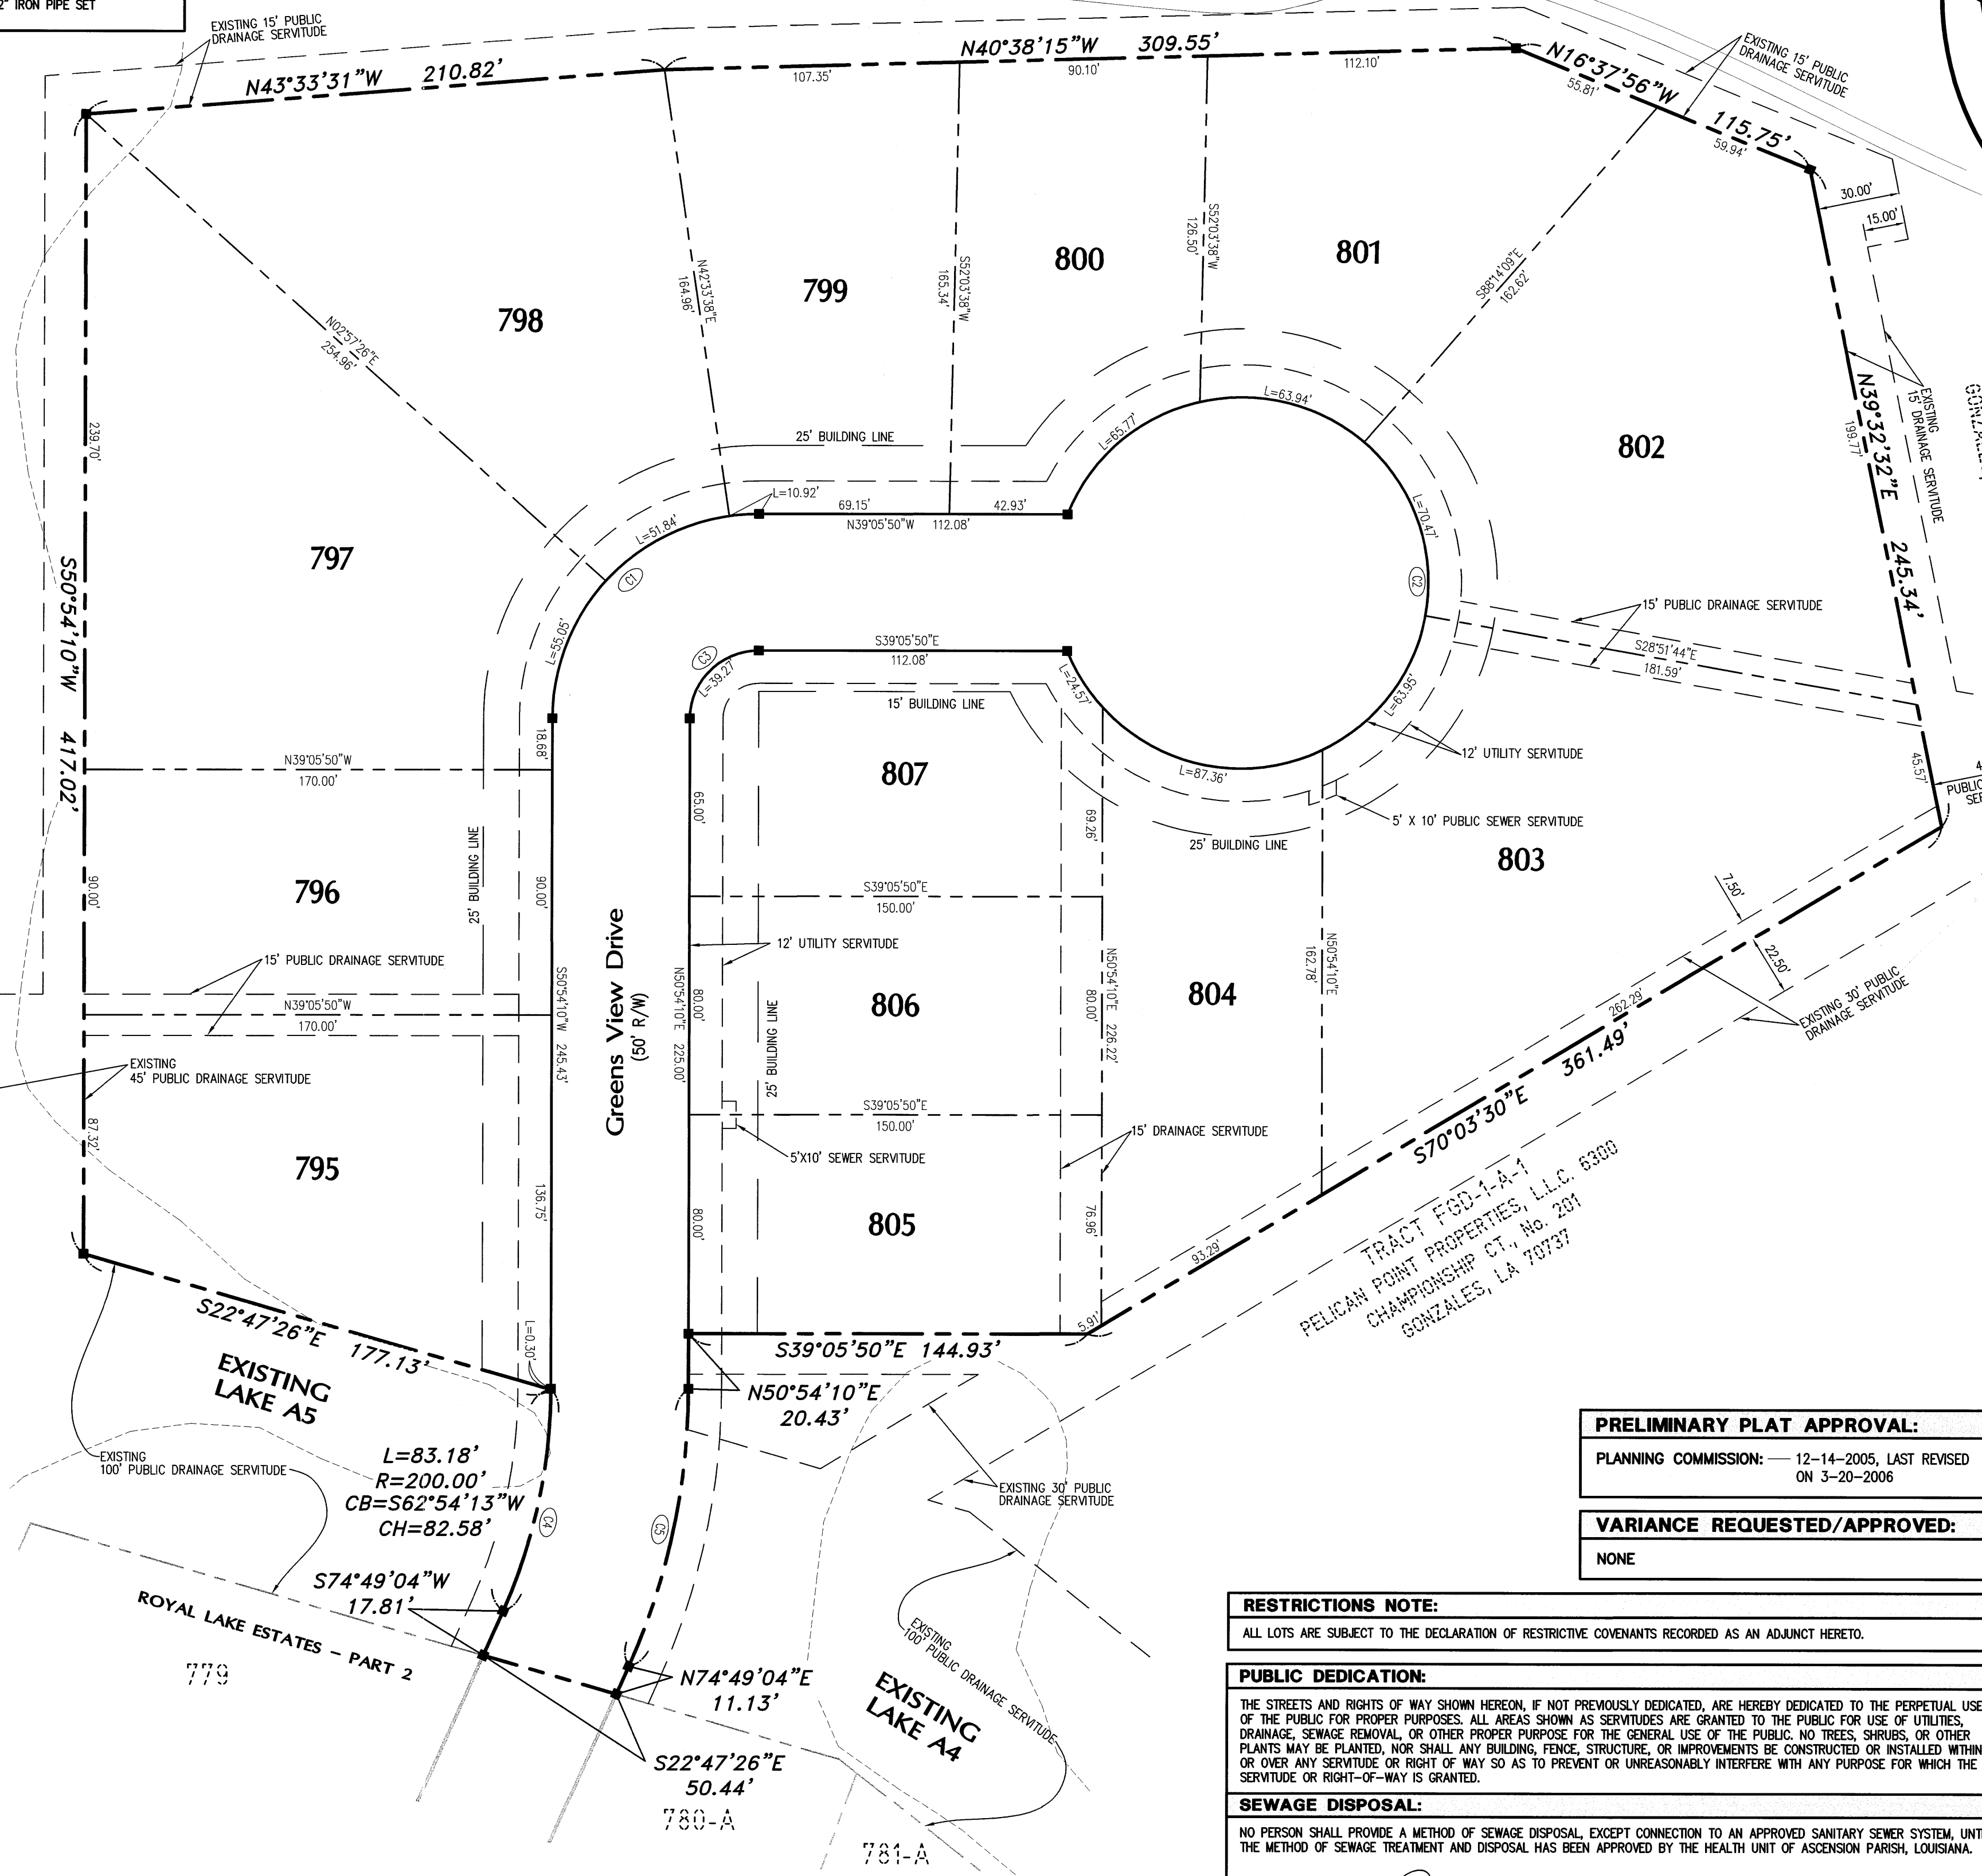 2" IRON PIPE SET
EXISTING 15' PUBLIC
DRAINAGE SERVITUDE
N43°33'31"W 210.82'
N40°38'15"W 309.55'
107.35'
90.10'
112.10'
N16°37'56"W 115.75'
55.81'
59.94'
EXISTING 15' PUBLIC
DRAINAGE SERVITUDE
30.00'
15.00'
798
799
800
801
802
797
N02°57'26"E
254.96'
N42°33'38"E
164.96'
S52°03'38"W
165.34'
S52°03'38"W
126.50'
S88°14'09"E
162.62'
N39°32'32"E 245.34'
199.77'
EXISTING
15' DRAINAGE SERVITUDE
239.70'
S50°54'10"W 417.02'
25' BUILDING LINE
L=10.92'
69.15'
42.93'
N39°05'50"W 112.08'
L=51.84'
C1
L=55.05'
L=65.77'
L=63.94'
L=70.47'
C2
15' PUBLIC DRAINAGE SERVITUDE
S28°51'44"E
181.59'
45.57'
4
PUBLIC
SER
S39°05'50"E
112.08'
C3
L=39.27'
L=24.57'
L=63.95'
L=87.36'
15' BUILDING LINE
12' UTILITY SERVITUDE
5' X 10' PUBLIC SEWER SERVITUDE
25' BUILDING LINE
18.68'
N39°05'50"W
170.00'
807
65.00'
69.26'
803
796
90.00'
90.00'
25' BUILDING LINE
S39°05'50"E
150.00'
7.50'
22.50'
15' PUBLIC DRAINAGE SERVITUDE
N39°05'50"W
170.00'
S50°54'10"W 245.43'
Greens View Drive
(50' R/W)
N50°54'10"E 225.00'
80.00'
12' UTILITY SERVITUDE
806
25' BUILDING LINE
N50°54'10"E 226.22'
80.00'
804
N50°54'10"E
162.78'
EXISTING 30' PUBLIC
DRAINAGE SERVITUDE
262.29'
S70°03'30"E 361.49'
EXISTING
45' PUBLIC DRAINAGE SERVITUDE
87.32'
795
136.75'
S39°05'50"E
150.00'
5'X10' SEWER SERVITUDE
15' DRAINAGE SERVITUDE
80.00'
805
76.96'
93.29'
5.91'
TRACT FGD-1-A-1
PELICAN POINT PROPERTIES, L.L.C. 6300
CHAMPIONSHIP CT., No. 201
GONZALES, LA 70737
S22°47'26"E 177.13'
L=0.30'
EXISTING
LAKE A5
S39°05'50"E 144.93'
N50°54'10"E
20.43'
EXISTING
100' PUBLIC DRAINAGE SERVITUDE
L=83.18'
R=200.00'
CB=S62°54'13"W
CH=82.58'
C4
C5
EXISTING 30' PUBLIC
DRAINAGE SERVITUDE
S74°49'04"W
17.81'
ROYAL LAKE ESTATES - PART 2
779
N74°49'04"E
11.13'
S22°47'26"E
50.44'
780-A
781-A
EXISTING
LAKE A4
EXISTING
100' PUBLIC DRAINAGE SERVITUDE
PRELIMINARY PLAT APPROVAL:
PLANNING COMMISSION: — 12-14-2005, LAST REVISED
ON 3-20-2006
VARIANCE REQUESTED/APPROVED:
NONE
RESTRICTIONS NOTE:
ALL LOTS ARE SUBJECT TO THE DECLARATION OF RESTRICTIVE COVENANTS RECORDED AS AN ADJUNCT HERETO.
PUBLIC DEDICATION:
THE STREETS AND RIGHTS OF WAY SHOWN HEREON, IF NOT PREVIOUSLY DEDICATED, ARE HEREBY DEDICATED TO THE PERPETUAL USE
OF THE PUBLIC FOR PROPER PURPOSES. ALL AREAS SHOWN AS SERVITUDES ARE GRANTED TO THE PUBLIC FOR USE OF UTILITIES,
DRAINAGE, SEWAGE REMOVAL, OR OTHER PROPER PURPOSE FOR THE GENERAL USE OF THE PUBLIC. NO TREES, SHRUBS, OR OTHER
PLANTS MAY BE PLANTED, NOR SHALL ANY BUILDING, FENCE, STRUCTURE, OR IMPROVEMENTS BE CONSTRUCTED OR INSTALLED WITHIN
OR OVER ANY SERVITUDE OR RIGHT OF WAY SO AS TO PREVENT OR UNREASONABLY INTERFERE WITH ANY PURPOSE FOR WHICH THE
SERVITUDE OR RIGHT-OF-WAY IS GRANTED.
SEWAGE DISPOSAL:
NO PERSON SHALL PROVIDE A METHOD OF SEWAGE DISPOSAL, EXCEPT CONNECTION TO AN APPROVED SANITARY SEWER SYSTEM, UNTI
THE METHOD OF SEWAGE TREATMENT AND DISPOSAL HAS BEEN APPROVED BY THE HEALTH UNIT OF ASCENSION PARISH, LOUISIANA.